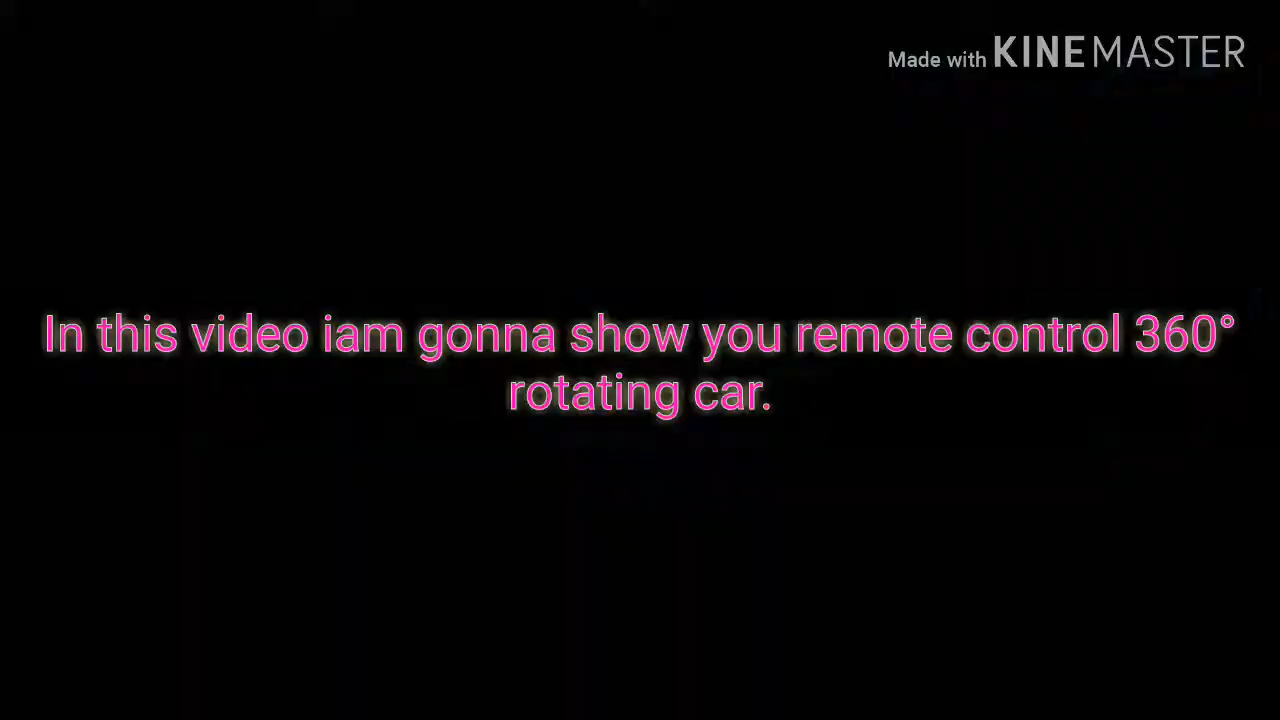 Made with KINEMASTER
In this video iam gonna show you remote control 360°
rotating car.